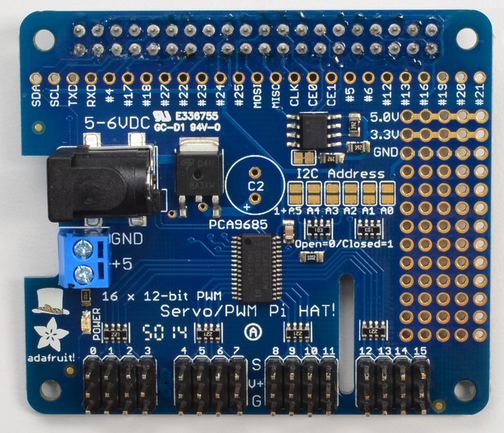 SDA SCL TXD RXD #4 #17 #18 #27 #22 #23 #24 #25 MOSI MISO CLK CE0 CE1 #5 #6 #12 #13 #16 #19 #20 #21
5-6VDC
E336755
GC-D1 94V-0
5.0V
3.3V
GND
C2
+
I2C Address
1+A5 A4 A3 A2 A1 A0
Open=0/Closed=1
PCA9685
GND
+5
16 x 12-bit PWM
Servo/PWM Pi HAT!
POWER
5014
A
adafruit!
0 1 2 3 4 5 6 7 8 9 10 11 12 13 14 15
S
V+
G